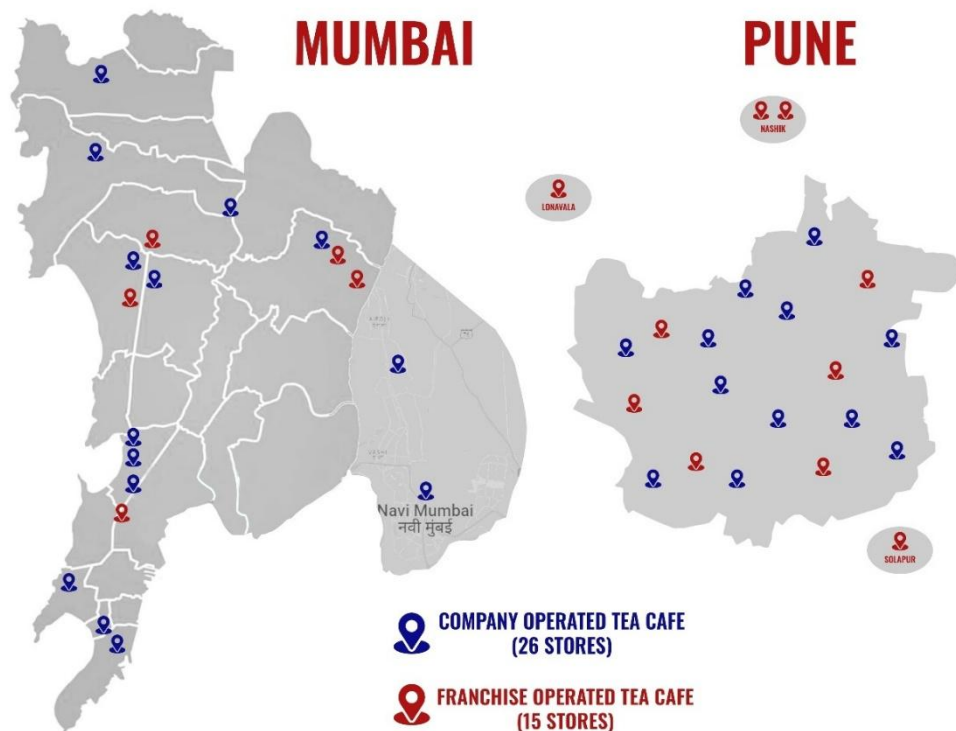 MUMBAI
PUNE
NASHIK
LONAVALA
Navi Mumbai
नवी मुंबई
SOLAPUR
COMPANY OPERATED TEA CAFE
(26 STORES)
FRANCHISE OPERATED TEA CAFE
(15 STORES)